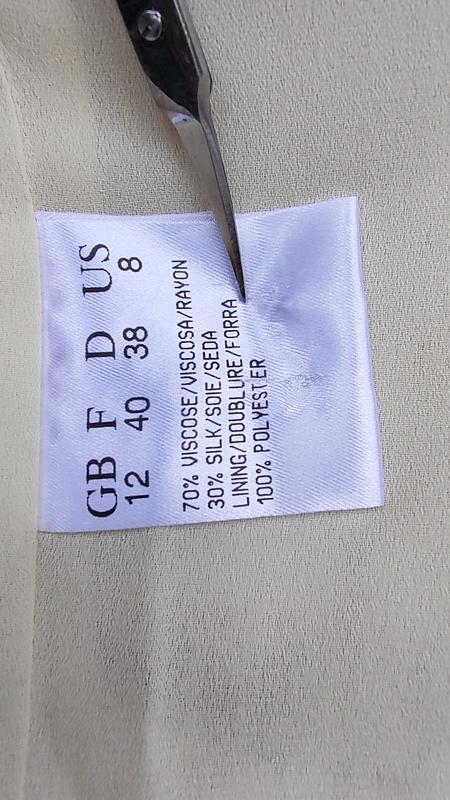 GB F D US
12 40 38 8
70% VISCOSE/VISCOSA/RAYON
30% SILK/SOIE/SEDA
LINING/DOUBLURE/FORRA
100% POLYESTER